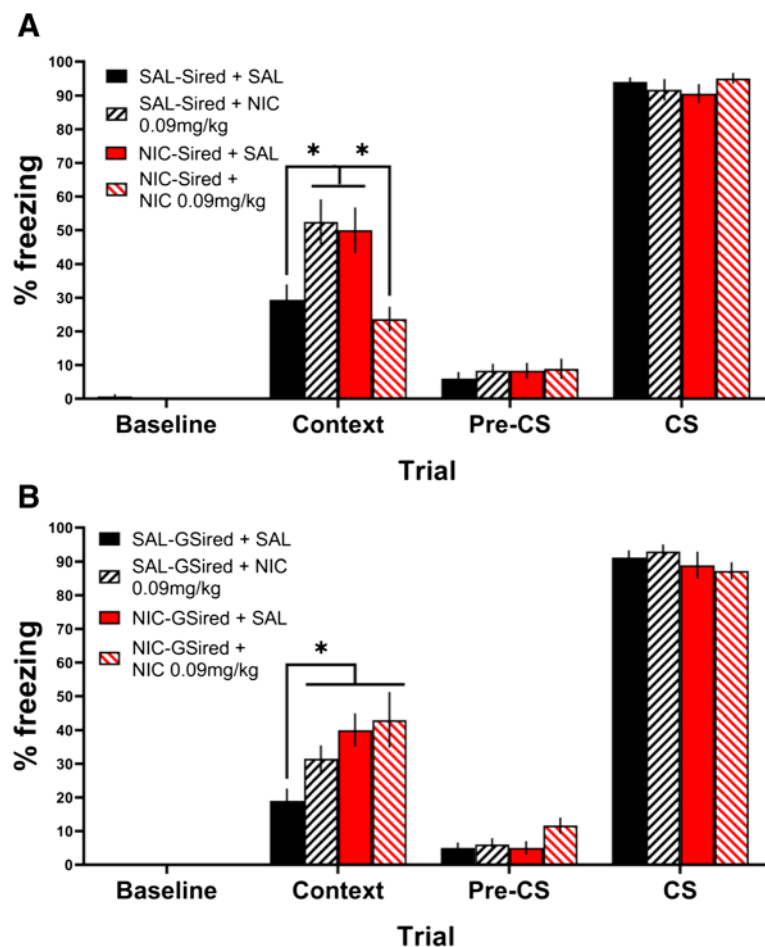 A
100
90
80
70
60
50
40
30
20
10
0
% freezing
SAL-Sired + SAL
SAL-Sired + NIC
0.09mg/kg
NIC-Sired + SAL
NIC-Sired +
NIC 0.09mg/kg
* *
Baseline Context Pre-CS CS
Trial
B
100
90
80
70
60
50
40
30
20
10
0
% freezing
SAL-GSired + SAL
SAL-GSired + NIC
0.09mg/kg
NIC-GSired + SAL
NIC-GSired +
NIC 0.09mg/kg
*
Baseline Context Pre-CS CS
Trial